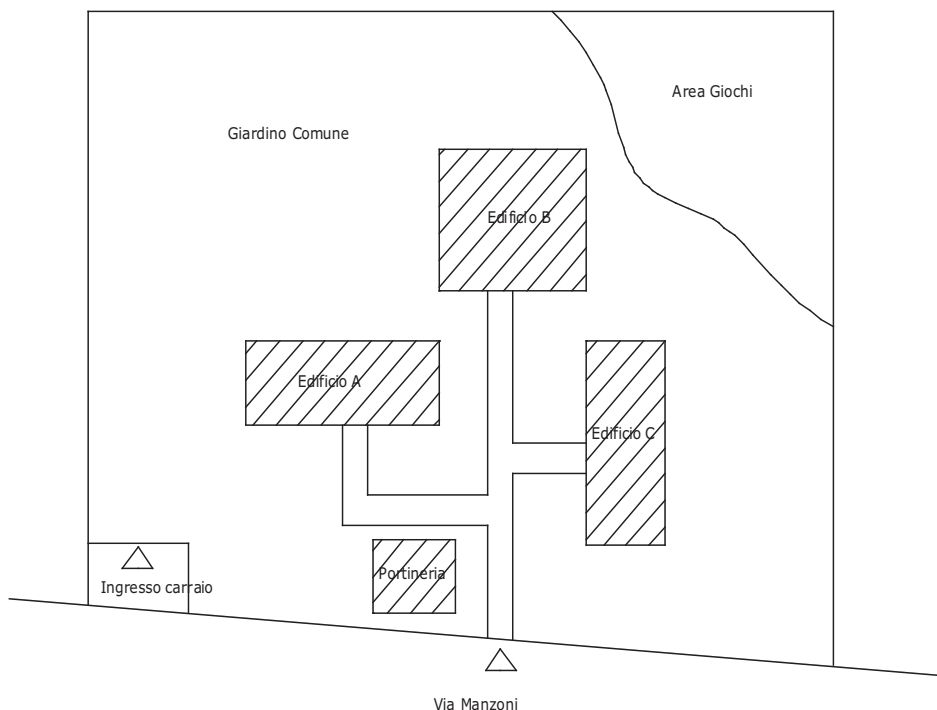 Area Giochi
Giardino Comune
Edificio B
Edificio A
Edificio C
Portineria
Ingresso carraio
Via Manzoni